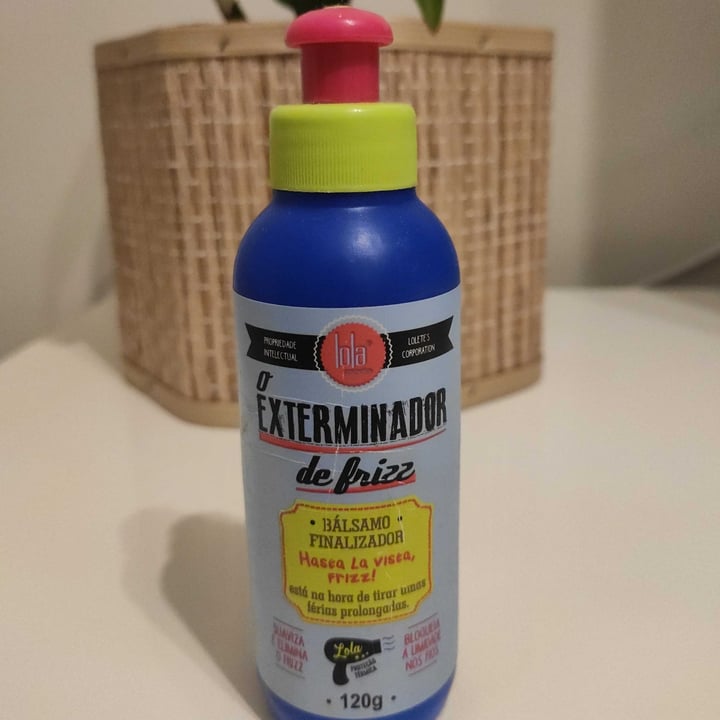 PROPRIEDADE
INTELECTUAL
lola
LOLETE'S
CORPORATION
O
EXTERMINADOR
de frizz
• BÁLSAMO •
FINALIZADOR
Hasta La Vista,
FRIZZ!
está na hora de tirar umas
férias prolongadas.
SUAVIZA
E ELIMINA
O FRIZZ
Lola
PROTEÇÃO
TÉRMICA
BLOQUEIA
A UMIDADE
NOS FIOS
• 120g •